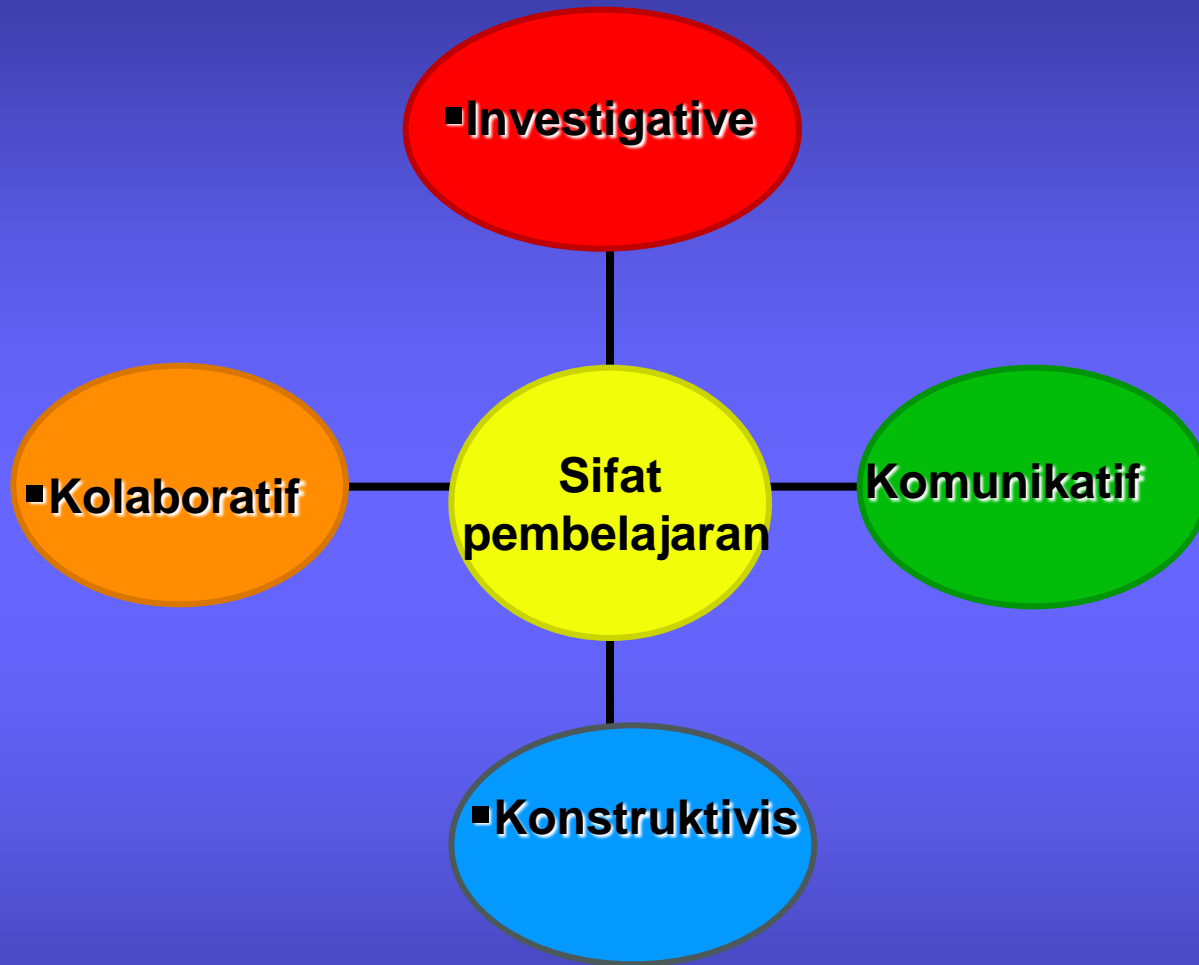 ▪Investigative
▪Kolaboratif
Sifat
pembelajaran
Komunikatif
▪Konstruktivis